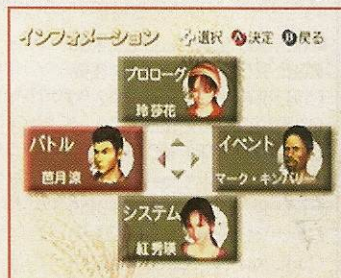 インフォメーション 選択 A 決定 B 戻る
プロローグ
玲莎花
バトル
芭月涼
イベント
マーク・キンバリー
システム
紅秀瑛